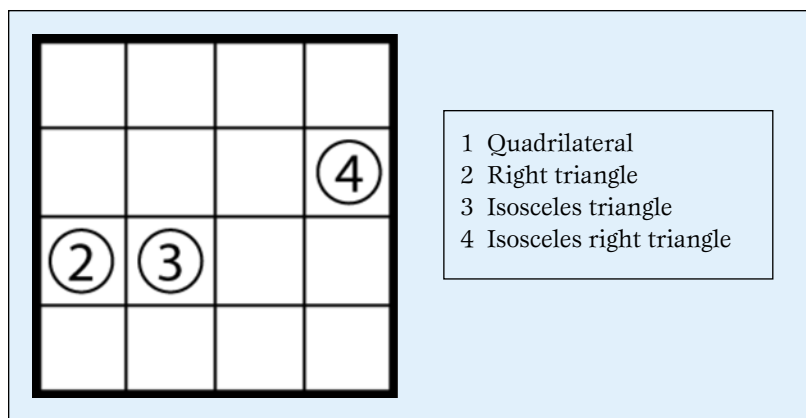 4
2 3
1 Quadrilateral
2 Right triangle
3 Isosceles triangle
4 Isosceles right triangle